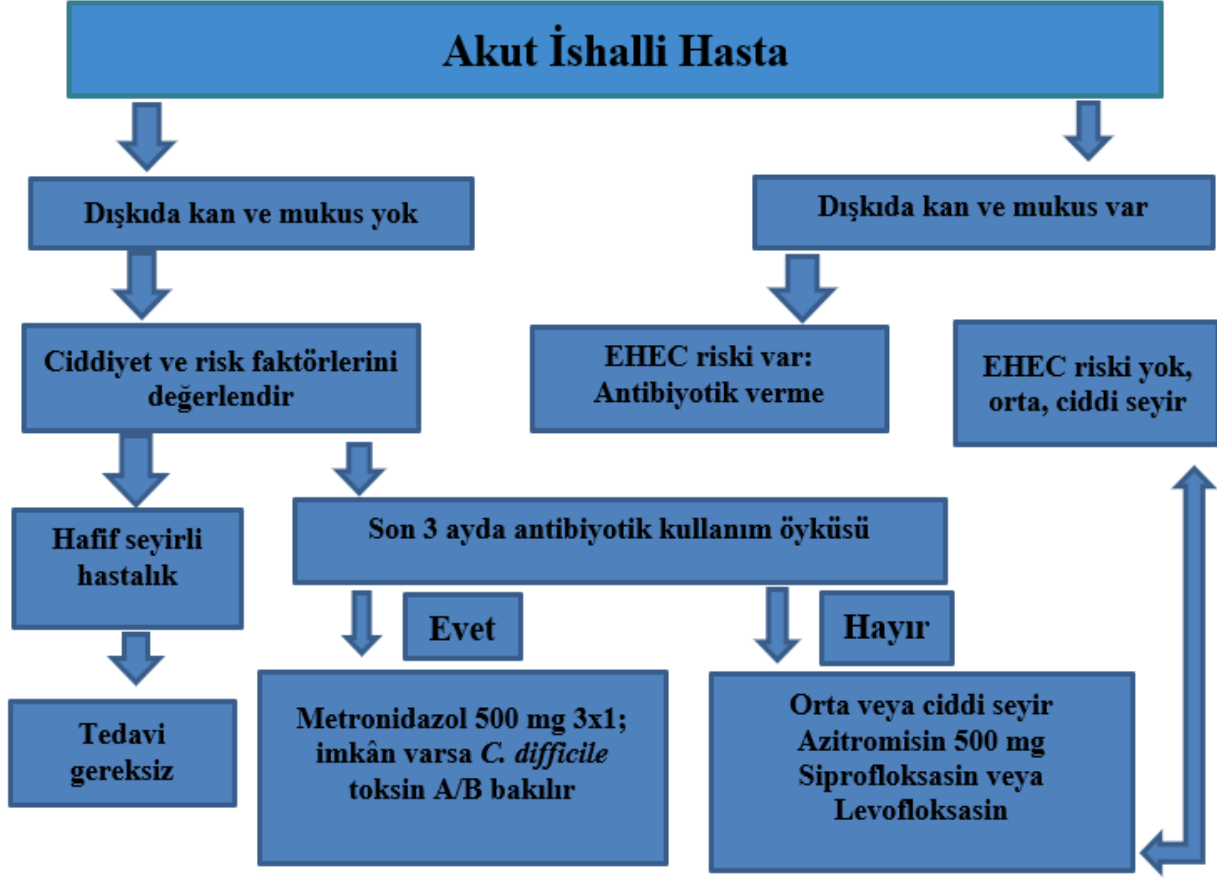 Akut İshalli Hasta
Dışkıda kan ve mukus yok
Dışkıda kan ve mukus var
Ciddiyet ve risk faktörlerini
değerlendir
EHEC riski var:
Antibiyotik verme
EHEC riski yok,
orta, ciddi seyir
Hafif seyirli
hastalık
Son 3 ayda antibiyotik kullanım öyküsü
Evet
Hayır
Tedavi
gereksiz
Metronidazol 500 mg 3x1;
imkân varsa C. difficile
toksin A/B bakılır
Orta veya ciddi seyir
Azitromisin 500 mg
Siprofloksasin veya
Levofloksasin